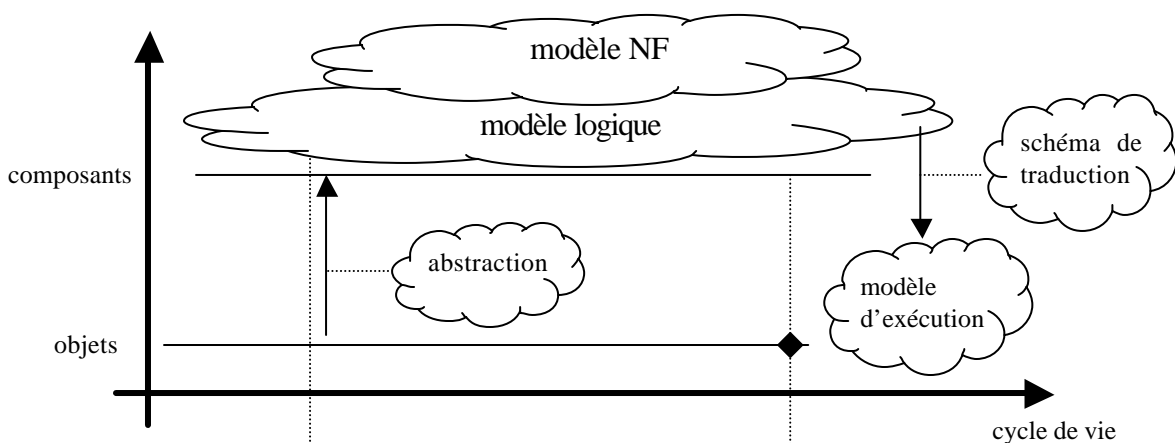 modèle NF
modèle logique
schéma de
traduction
composants
abstraction
modèle
d'exécution
objets
cycle de vie